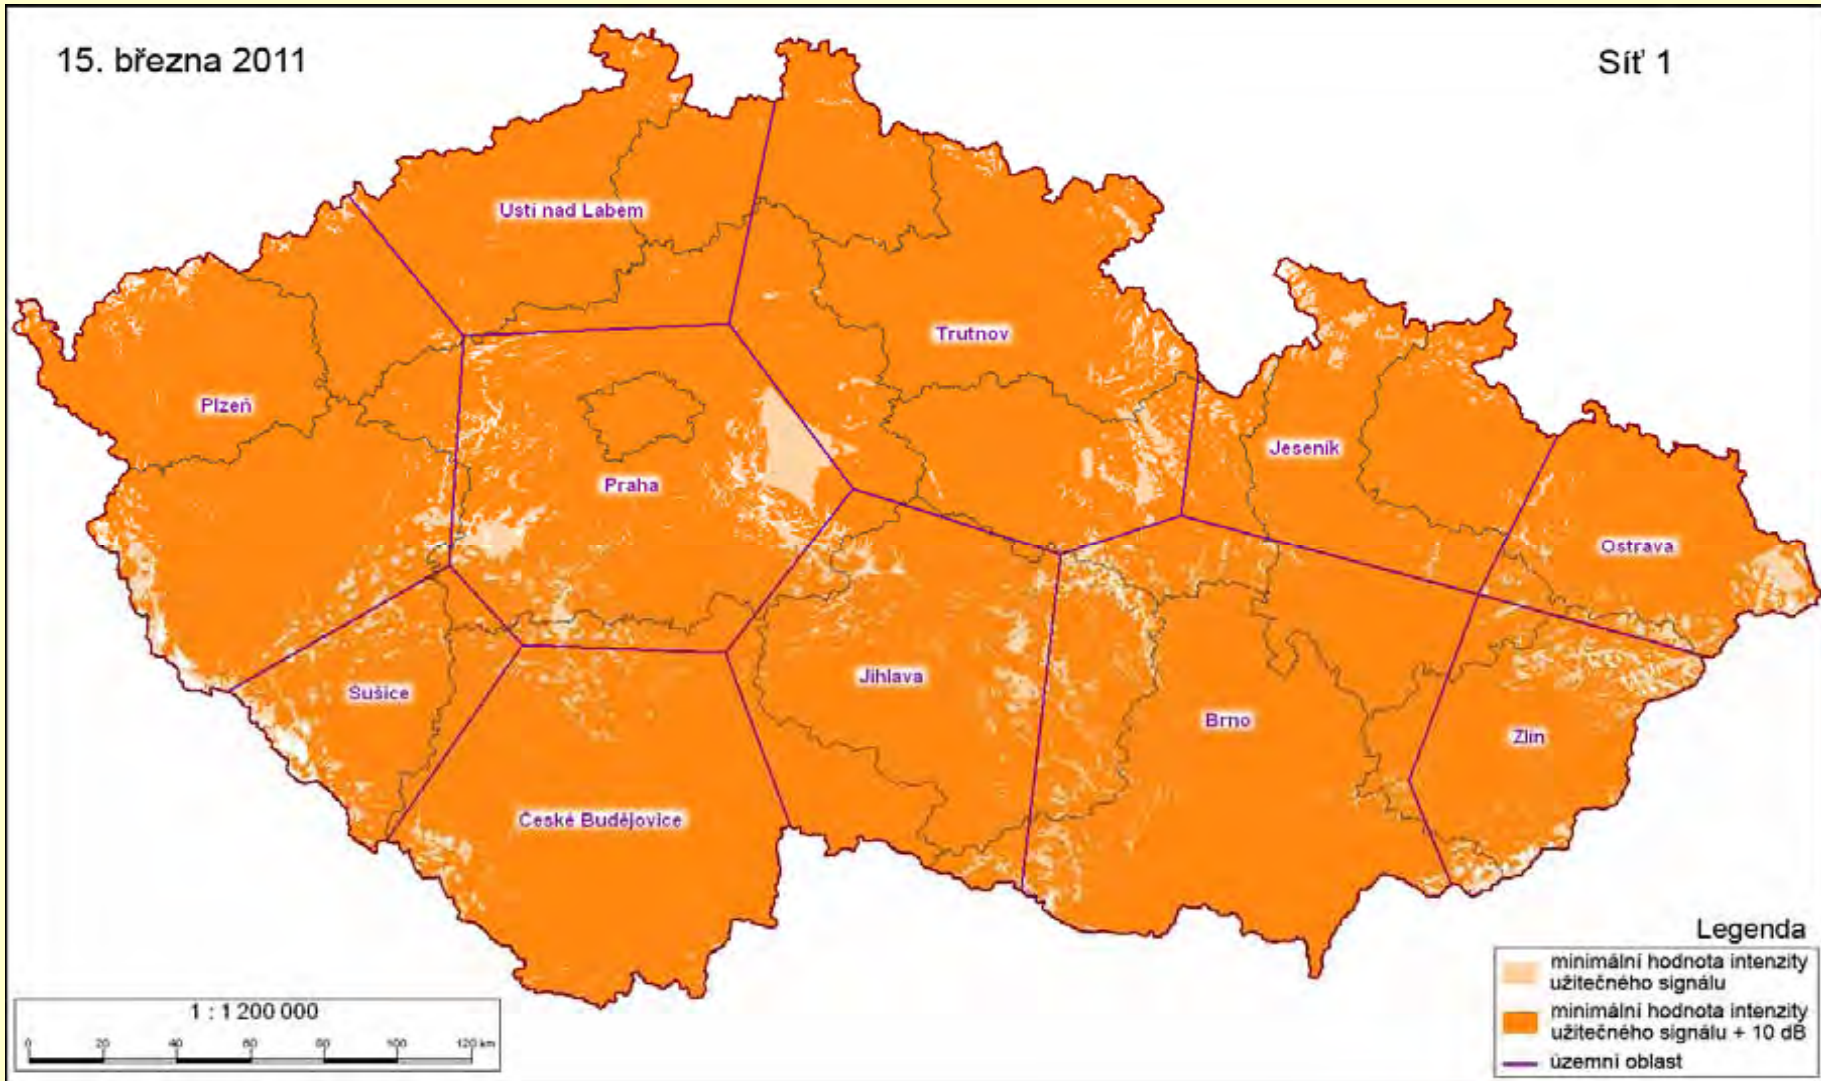 15. března 2011
Síť 1
Ustí nad Labem
Trutnov
Plzeň
Jeseník
Praha
Ostrava
Jihlava
Sušice
Brno
Zlín
České Budějovice
Legenda
minimální hodnota intenzity
užitečného signálu
minimální hodnota intenzity
užitečného signálu + 10 dB
územní oblast
1 : 1 200 000
0 20 40 60 80 100 120 km